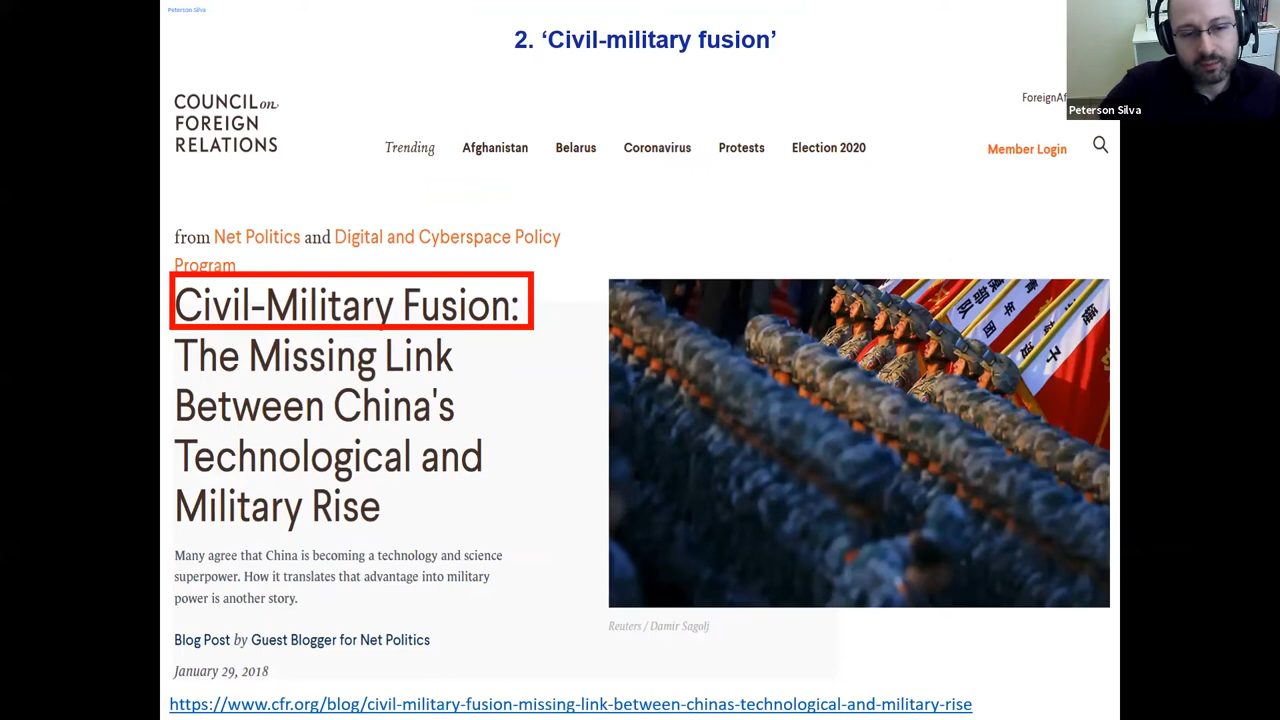 Peterson Silva
2. ‘Civil-military fusion’
Peterson Silva
COUNCIL on
FOREIGN
RELATIONS
ForeignAf
Trending Afghanistan Belarus Coronavirus Protests Election 2020 Member Login
from Net Politics and Digital and Cyberspace Policy
Program
Civil-Military Fusion:
The Missing Link
Between China's
Technological and
Military Rise
Many agree that China is becoming a technology and science
superpower. How it translates that advantage into military
power is another story.
Blog Post by Guest Blogger for Net Politics
January 29, 2018
Reuters / Damir Sagolj
https://www.cfr.org/blog/civil-military-fusion-missing-link-between-chinas-technological-and-military-rise